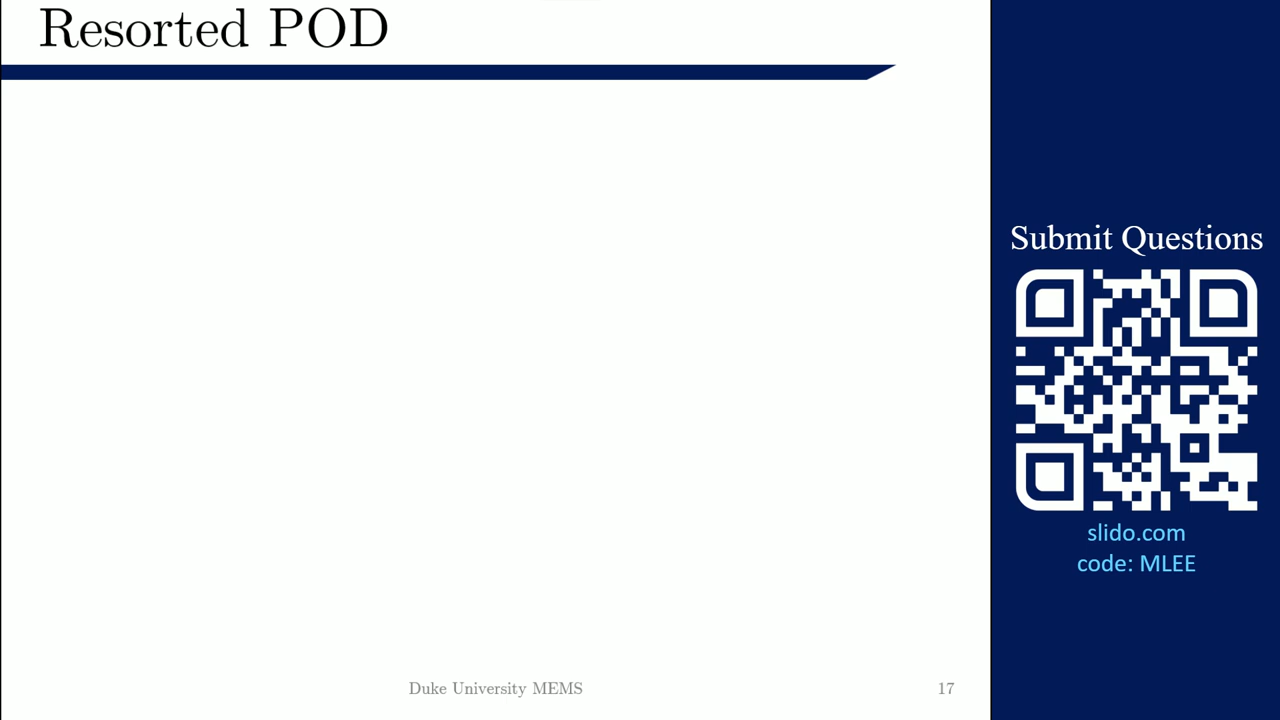 Resorted POD
Submit Questions
slido.com
code: MLEE
Duke University MEMS
17